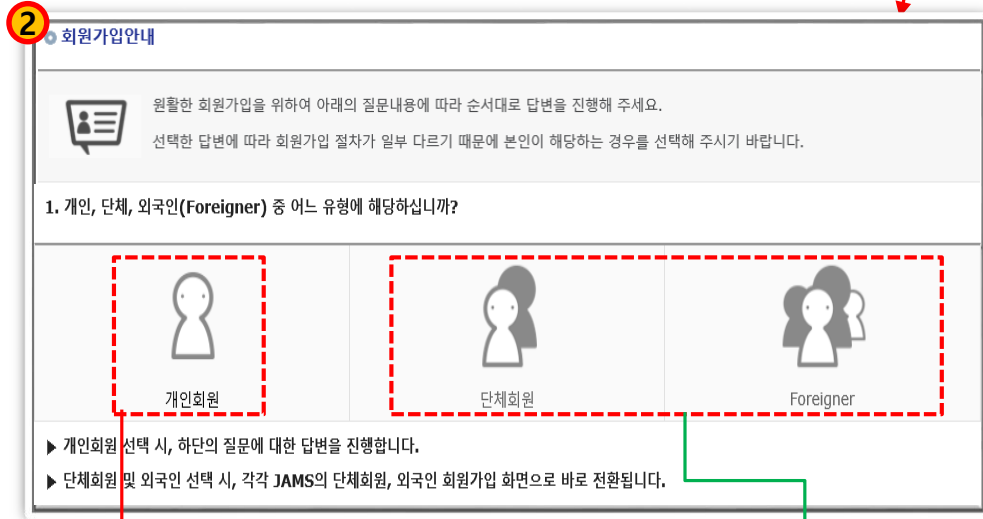 2
회원가입안내
원활한 회원가입을 위하여 아래의 질문내용에 따라 순서대로 답변을 진행해 주세요.
선택한 답변에 따라 회원가입 절차가 일부 다르기 때문에 본인이 해당하는 경우를 선택해 주시기 바랍니다.
1. 개인, 단체, 외국인(Foreigner) 중 어느 유형에 해당하십니까?
개인회원 단체회원 Foreigner
▶ 개인회원 선택 시, 하단의 질문에 대한 답변을 진행합니다.
▶ 단체회원 및 외국인 선택 시, 각각 JAMS의 단체회원, 외국인 회원가입 화면으로 바로 전환됩니다.